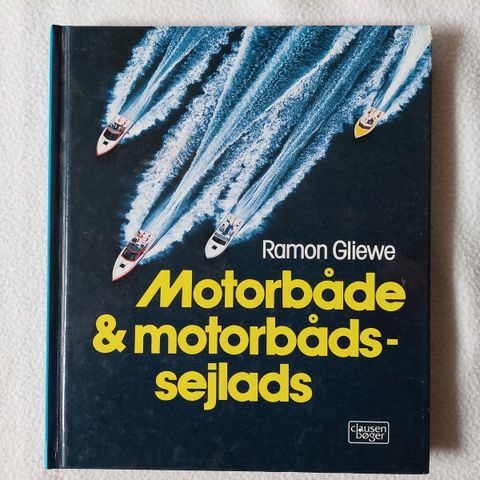 Ramon Gliewe
Motorbåde
& motorbåds-
sejlads
clausen
bøger